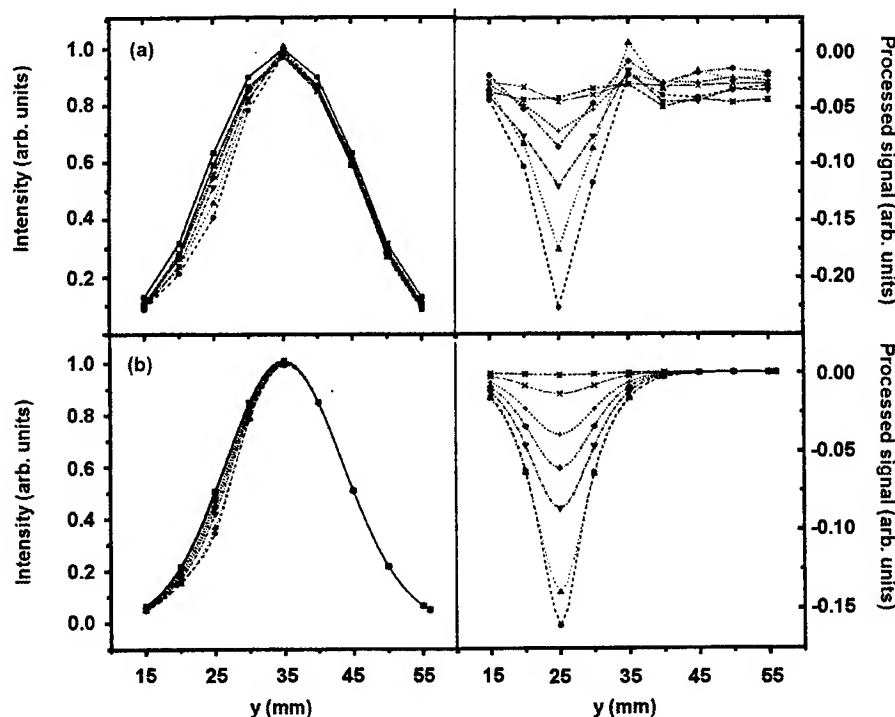 (a)
Intensity (arb. units)
1.0
0.8
0.6
0.4
0.2
0.00
-0.05
-0.10
-0.15
-0.20
Processed signal (arb. units)
(b)
Intensity (arb. units)
1.0
0.8
0.6
0.4
0.2
0.0
0.00
-0.05
-0.10
-0.15
Processed signal (arb. units)
15 25 35 45 55
15 25 35 45 55
y (mm)
y (mm)